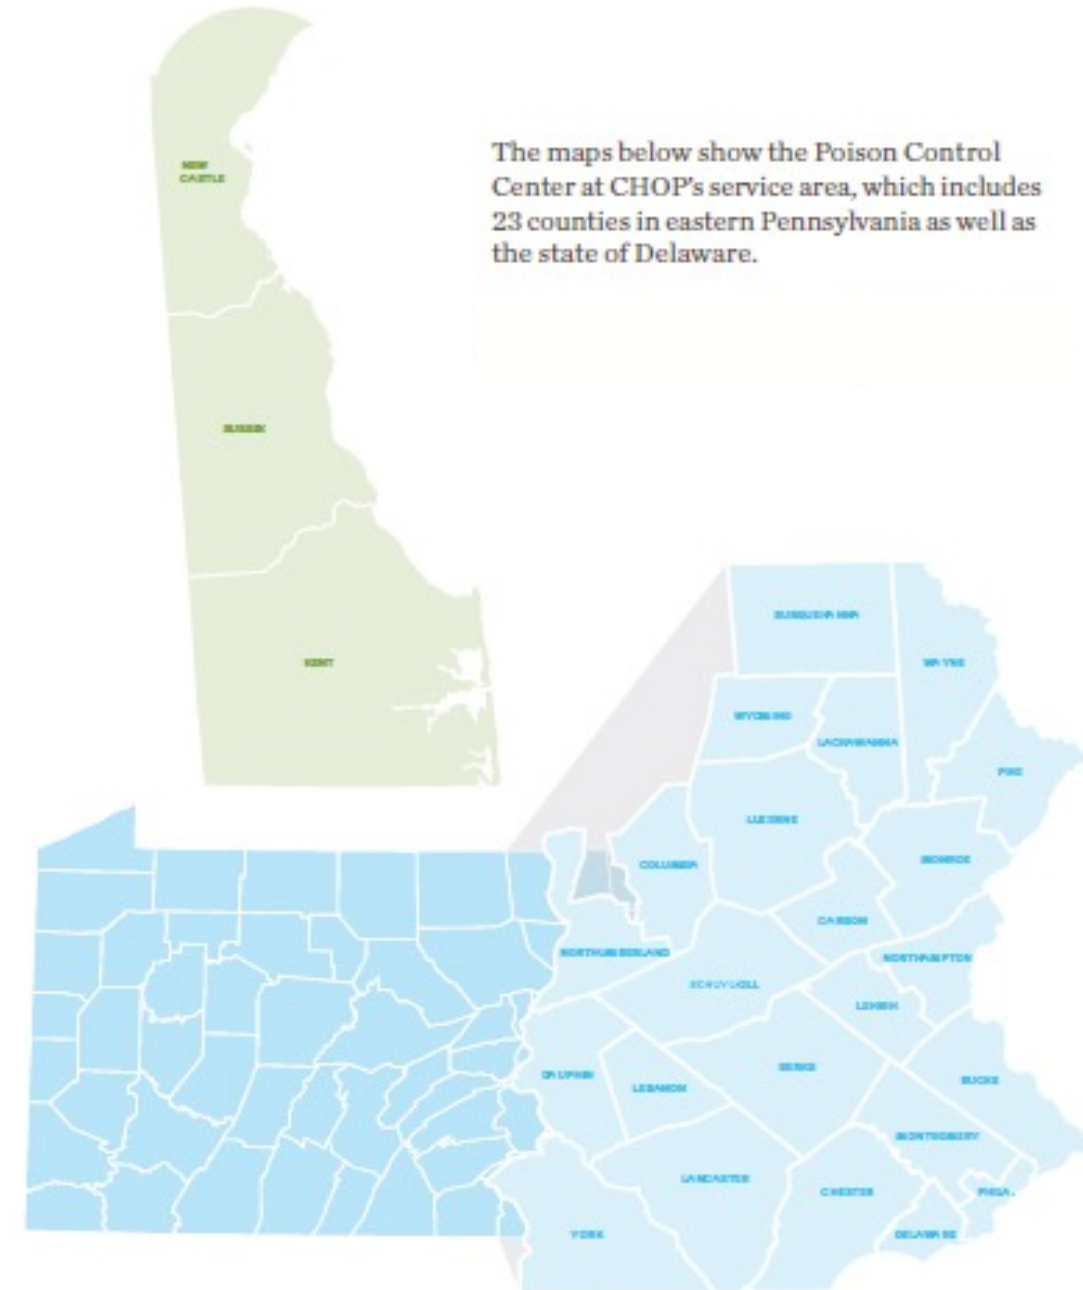 NEW
CASTLE
The maps below show the Poison Control
Center at CHOP's service area, which includes
23 counties in eastern Pennsylvania as well as
the state of Delaware.
SUSSEX
KENT
SUSQUEHANNA
WAYNE
WYOMING
LACKAWANNA
PIKE
LUZERNE
COLUMBIA
MONROE
CARBON
NORTHUMBERLAND
NORTHAMPTON
SCHUYLKILL
LEHIGH
DAUPHIN
LEBANON
BERKS
BUCKS
MONTGOMERY
LANCASTER
CHESTER
PHILA.
YORK
DELAWARE